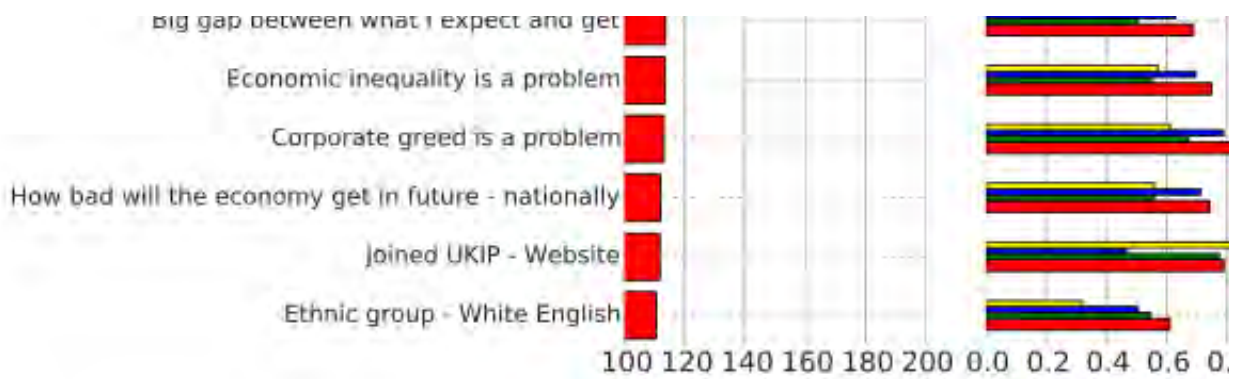 Big gap between what I expect and get
Economic inequality is a problem
Corporate greed is a problem
How bad will the economy get in future - nationally
Joined UKIP - Website
Ethnic group - White English
100 120 140 160 180 200 0.0 0.2 0.4 0.6 0.